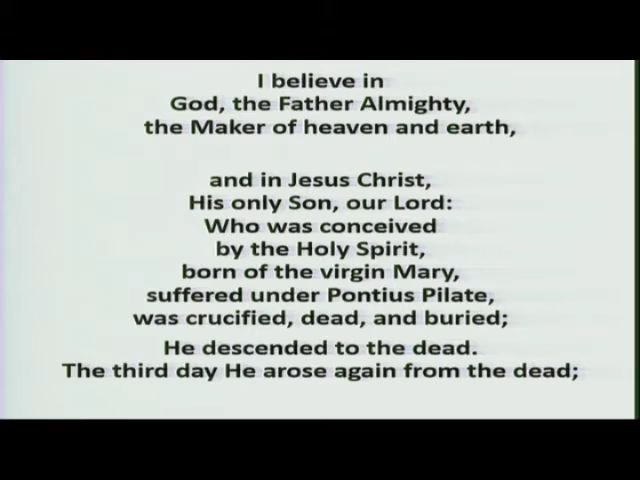 I believe in
God, the Father Almighty,
the Maker of heaven and earth,
and in Jesus Christ,
His only Son, our Lord:
Who was conceived
by the Holy Spirit,
born of the virgin Mary,
suffered under Pontius Pilate,
was crucified, dead, and buried;
He descended to the dead.
The third day He arose again from the dead;